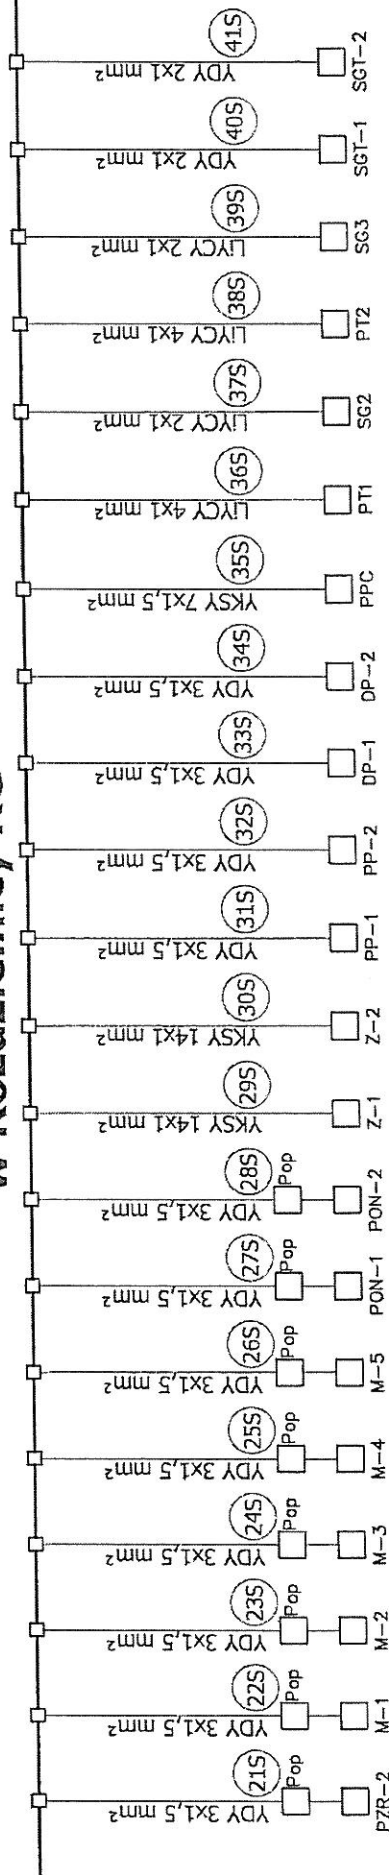 41S
YDY 2x1 mm²
SGT-2
40S
YDY 2x1 mm²
SGT-1
39S
LiYCY 2x1 mm²
SG3
38S
LiYCY 4x1 mm²
PT2
37S
LiYCY 2x1 mm²
SG2
36S
LiYCY 4x1 mm²
PT1
35S
YKSY 7x1,5 mm²
PPC
34S
YDY 3x1,5 mm²
DP-2
33S
YDY 3x1,5 mm²
DP-1
32S
YDY 3x1,5 mm²
PP-2
31S
YDY 3x1,5 mm²
PP-1
30S
YKSY 14x1 mm²
Z-2
29S
YKSY 14x1 mm²
Z-1
28S
YDY 3x1,5 mm²
Pop
PON-2
27S
YDY 3x1,5 mm²
Pop
PON-1
26S
YDY 3x1,5 mm²
Pop
M-5
25S
YDY 3x1,5 mm²
Pop
M-4
24S
YDY 3x1,5 mm²
Pop
M-3
23S
YDY 3x1,5 mm²
Pop
M-2
22S
YDY 3x1,5 mm²
Pop
M-1
21S
YDY 3x1,5 mm²
Pop
PZR-2